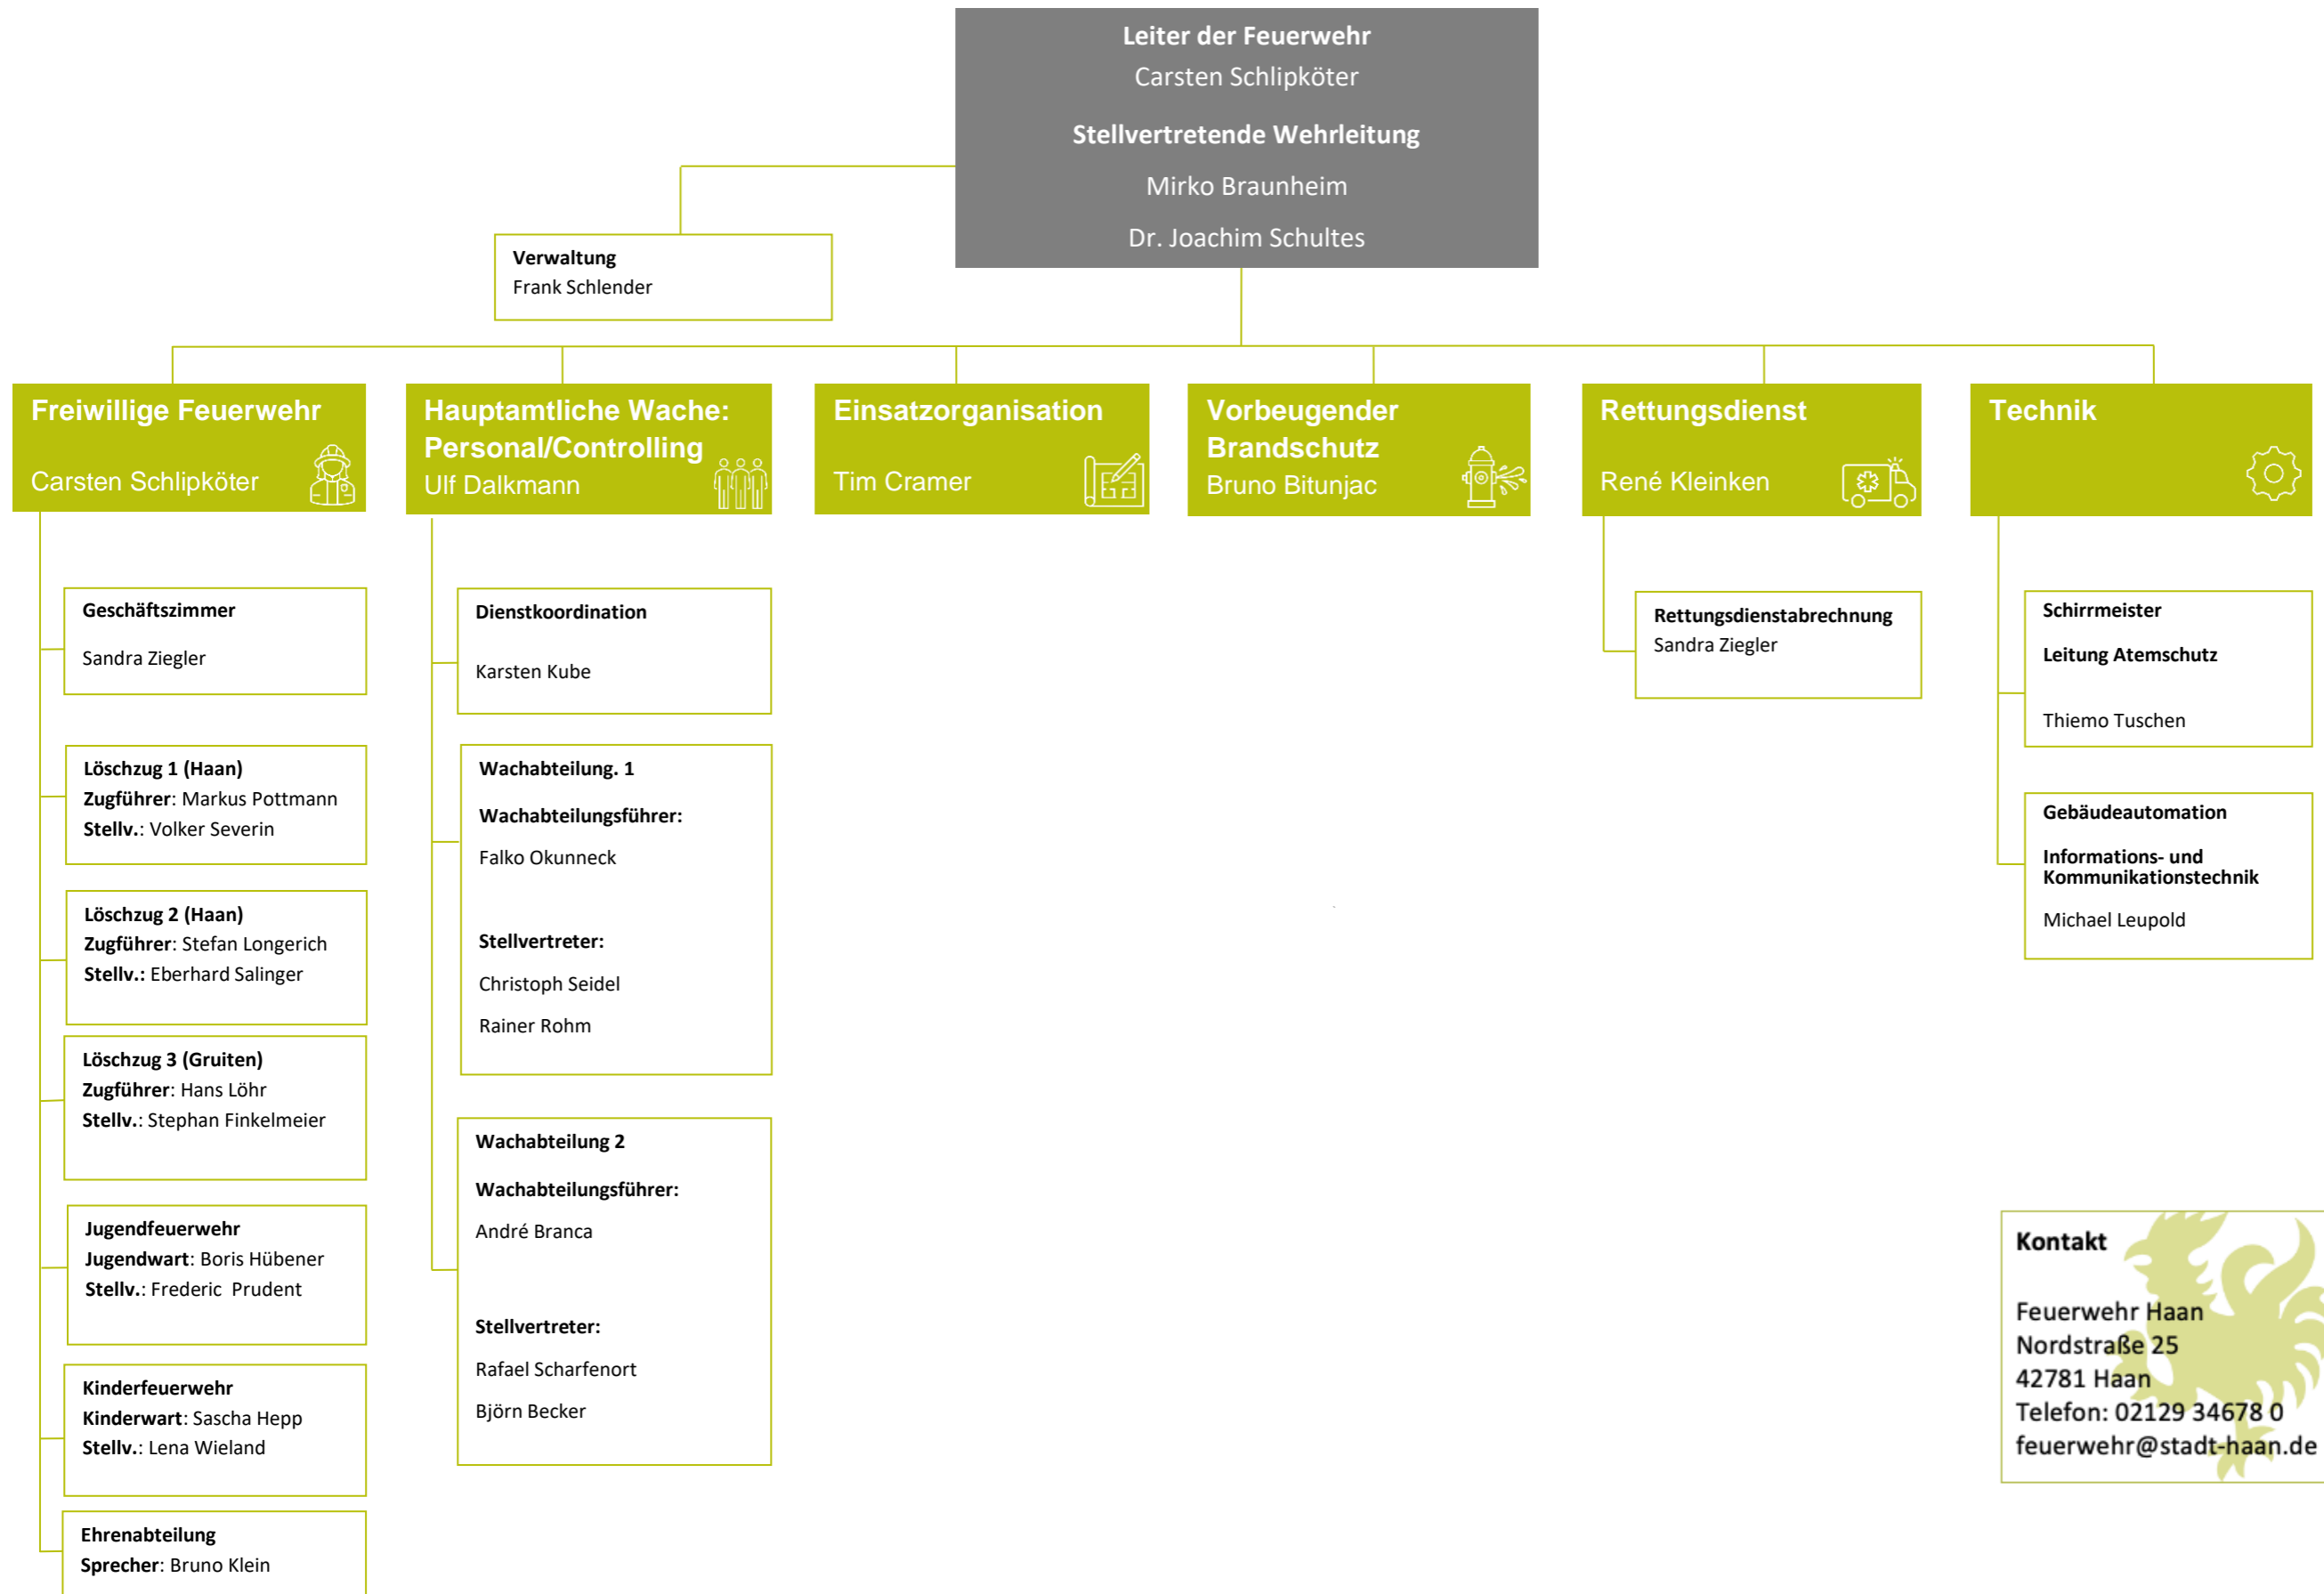 Leiter der Feuerwehr
Carsten Schlipköter
Stellvertretende Wehrleitung
Mirko Braunheim
Dr. Joachim Schultes
Verwaltung
Frank Schlender
Freiwillige Feuerwehr
Carsten Schlipköter
Hauptamtliche Wache:
Personal/Controlling
Ulf Dalkmann
Einsatzorganisation
Tim Cramer
Vorbeugender
Brandschutz
Bruno Bitunjac
Rettungsdienst
René Kleinken
Technik
Geschäftszimmer
Sandra Ziegler
Löschzug 1 (Haan)
Zugführer: Markus Pottmann
Stellv.: Volker Severin
Löschzug 2 (Haan)
Zugführer: Stefan Longerich
Stellv.: Eberhard Salinger
Löschzug 3 (Gruiten)
Zugführer: Hans Löhr
Stellv.: Stephan Finkelmeier
Jugendfeuerwehr
Jugendwart: Boris Hübener
Stellv.: Frederic  Prudent
Kinderfeuerwehr
Kinderwart: Sascha Hepp
Stellv.: Lena Wieland
Ehrenabteilung
Sprecher: Bruno Klein
Dienstkoordination
Karsten Kube
Wachabteilung. 1
Wachabteilungsführer:
Falko Okunneck
Stellvertreter:
Christoph Seidel
Rainer Rohm
Wachabteilung 2
Wachabteilungsführer:
André Branca
Stellvertreter:
Rafael Scharfenort
Björn Becker
Rettungsdienstabrechnung
Sandra Ziegler
Schirrmeister
Leitung Atemschutz
Thiemo Tuschen
Gebäudeautomation
Informations- und
Kommunikationstechnik
Michael Leupold
Kontakt
Feuerwehr Haan
Nordstraße 25
42781 Haan
Telefon: 02129 34678 0
feuerwehr@stadt-haan.de